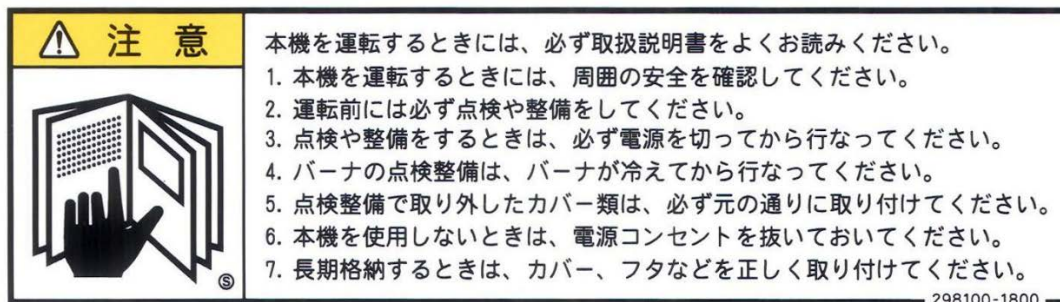 注意
本機を運転するときには、必ず取扱説明書をよくお読みください。
1. 本機を運転するときには、周囲の安全を確認してください。
2. 運転前には必ず点検や整備をしてください。
3. 点検や整備をするときは、必ず電源を切ってから行なってください。
4. バーナの点検整備は、バーナが冷えてから行なってください。
5. 点検整備で取り外したカバー類は、必ず元の通りに取り付けてください。
6. 本機を使用しないときは、電源コンセントを抜いておいてください。
7. 長期格納するときは、カバー、フタなどを正しく取り付けてください。
Ⓢ
298100-1800